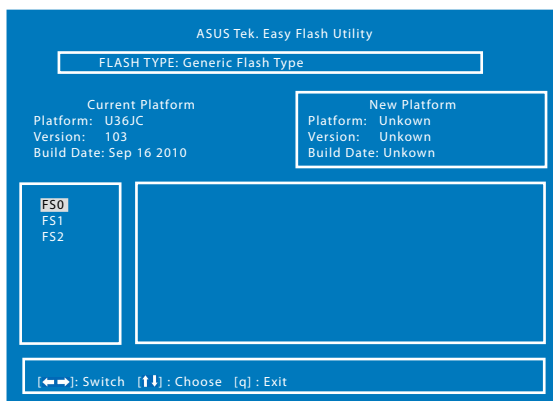 ASUS Tek. Easy Flash Utility
FLASH TYPE: Generic Flash Type
Current Platform
Platform: U36JC
Version: 103
Build Date: Sep 16 2010
New Platform
Platform: Unkown
Version: Unkown
Build Date: Unkown
FS0
FS1
FS2
[←→]: Switch [↑↓] : Choose [q] : Exit